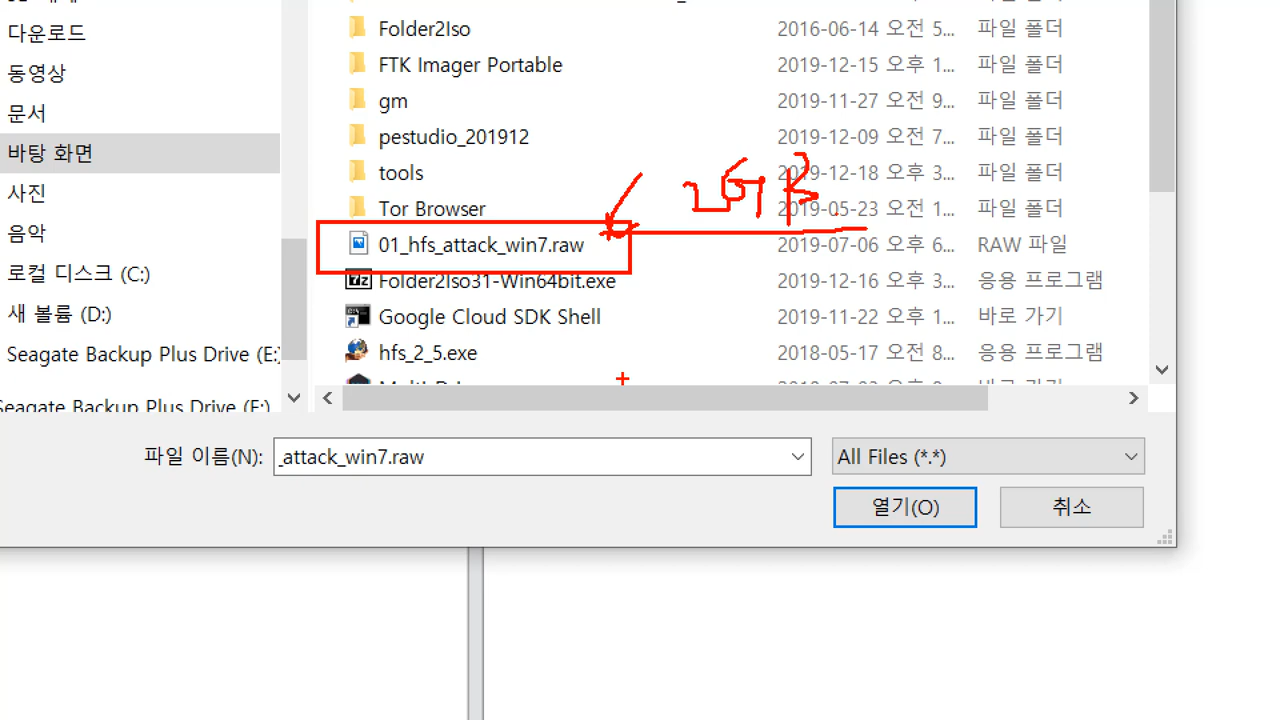 다운로드
동영상
문서
바탕 화면
사진
음악
로컬 디스크 (C:)
새 볼륨 (D:)
Seagate Backup Plus Drive (E:)
Seagate Backup Plus Drive (F:)
Folder2Iso 2016-06-14 오전 5... 파일 폴더
FTK Imager Portable 2019-12-15 오후 1... 파일 폴더
gm 2019-11-27 오전 9... 파일 폴더
pestudio_201912 2019-12-09 오전 7... 파일 폴더
tools 2019-12-18 오후 3... 파일 폴더
2GB
Tor Browser 2019-05-23 오전 1... 파일 폴더
01_hfs_attack_win7.raw 2019-07-06 오후 6... RAW 파일
Folder2Iso31-Win64bit.exe 2019-12-16 오후 3... 응용 프로그램
Google Cloud SDK Shell 2019-11-22 오후 1... 바로 가기
hfs_2_5.exe 2018-05-17 오전 8... 응용 프로그램
파일 이름(N): _attack_win7.raw All Files (*.*)
열기(O) 취소